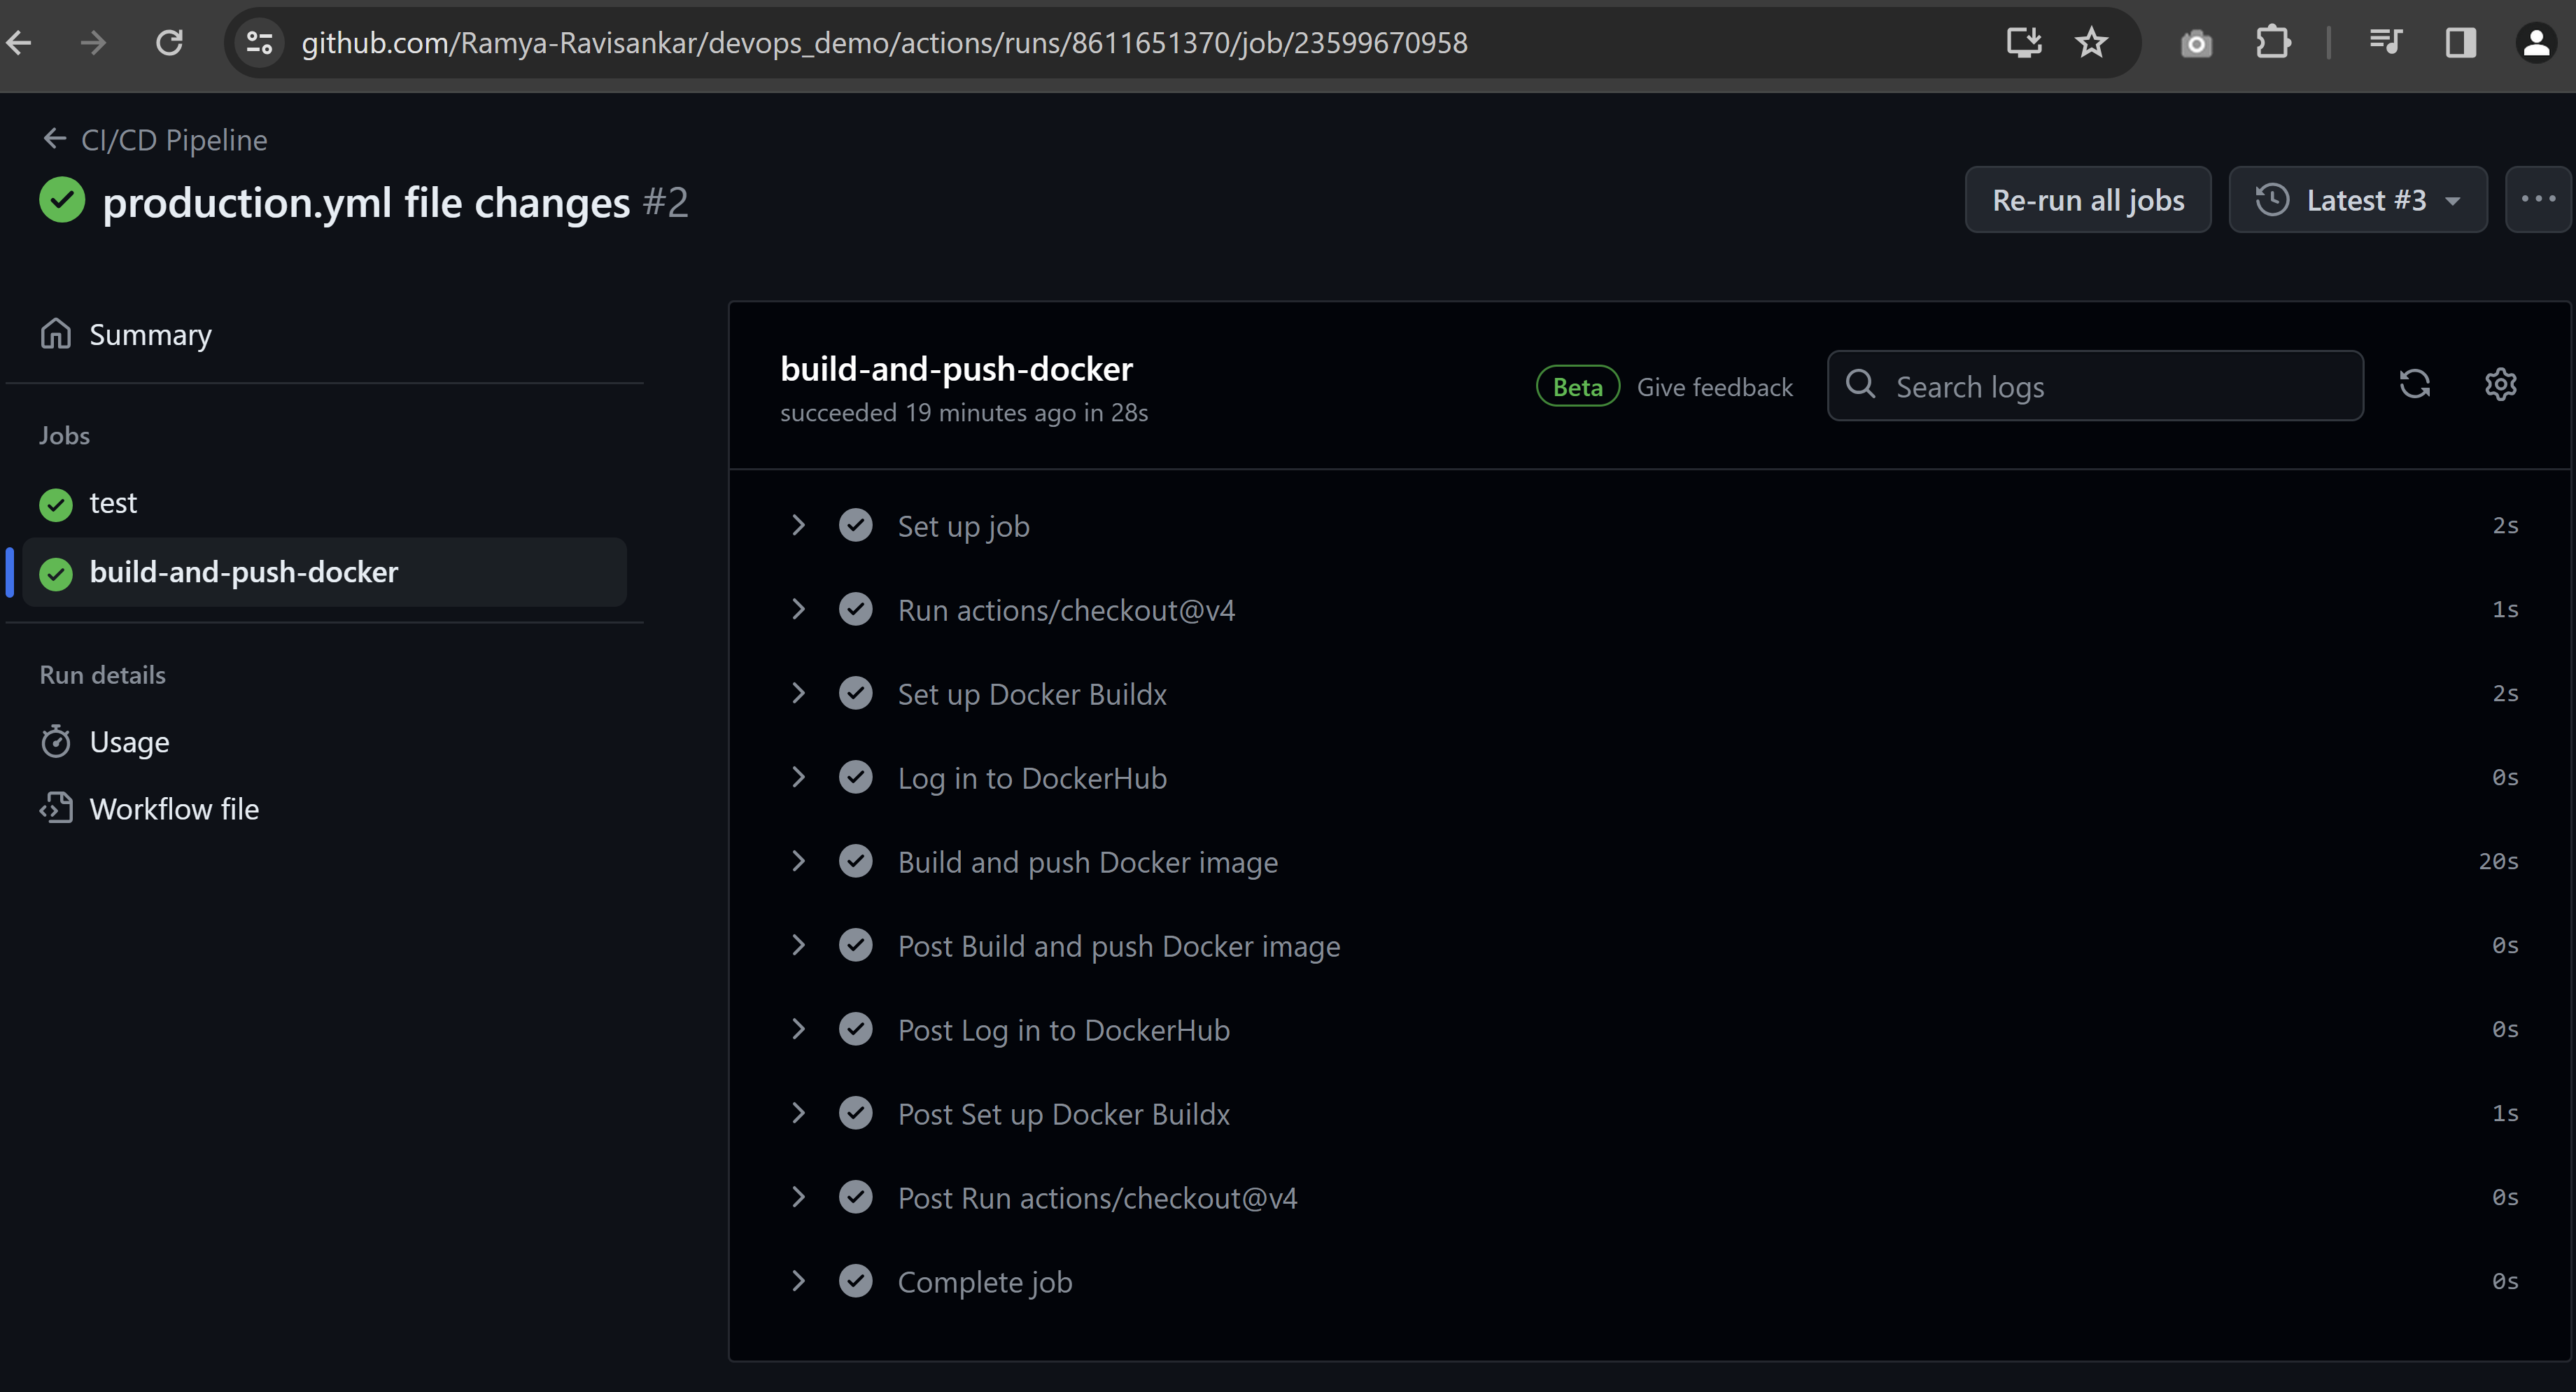 github.com/Ramya-Ravisankar/devops_demo/actions/runs/8611651370/job/23599670958
CI/CD Pipeline
production.yml file changes #2
Re-run all jobs
Latest #3
Summary
Jobs
test
build-and-push-docker
Run details
Usage
Workflow file
build-and-push-docker
succeeded 19 minutes ago in 28s
Beta Give feedback
Search logs
Set up job 2s
Run actions/checkout@v4 1s
Set up Docker Buildx 2s
Log in to DockerHub 0s
Build and push Docker image 20s
Post Build and push Docker image 0s
Post Log in to DockerHub 0s
Post Set up Docker Buildx 1s
Post Run actions/checkout@v4 0s
Complete job 0s